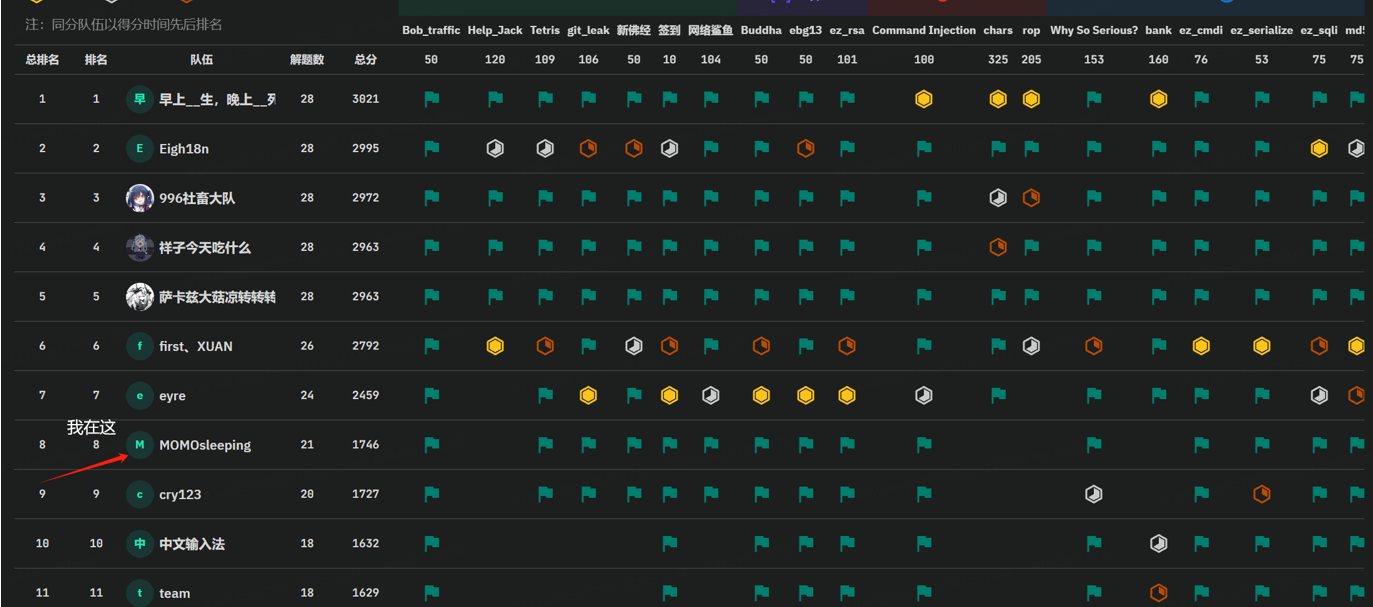 注：同分队伍以得分时间先后排名
Bob_traffic Help_Jack Tetris git_leak 新佛经 签到 网络鲨鱼 Buddha ebg13 ez_rsa Command Injection chars rop Why So Serious? bank ez_cmdi ez_serialize ez_sqli md5
总排名 排名 队伍 解题数 总分 50 120 109 106 50 10 104 50 50 101 100 325 205 153 160 76 53 75 75
1 1 早 早上__生，晚上__死 28 3021
2 2 E Eigh18n 28 2995
3 3 996社畜大队 28 2972
4 4 祥子今天吃什么 28 2963
5 5 萨卡兹大菇凉转转转 28 2963
6 6 f first、XUAN 26 2792
7 7 e eyre 24 2459
我在这
8 8 M MOMOsleeping 21 1746
9 9 c cry123 20 1727
10 10 中 中文输入法 18 1632
11 11 t team 18 1629